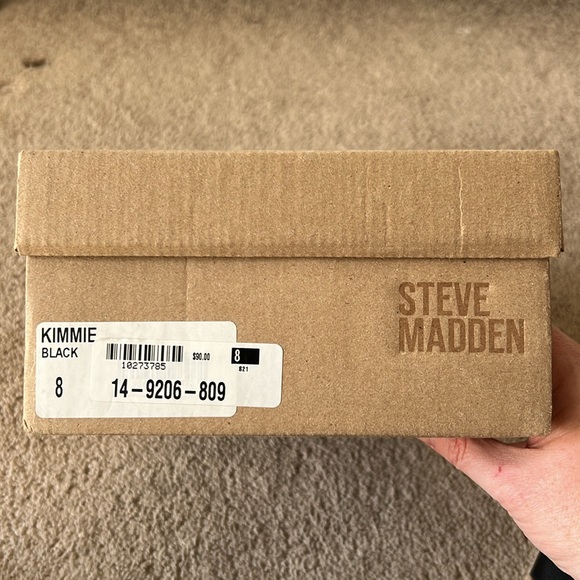 STEVE
MADDEN
KIMMIE
BLACK
8
10273785
$90.00
8
821
14-9206-809